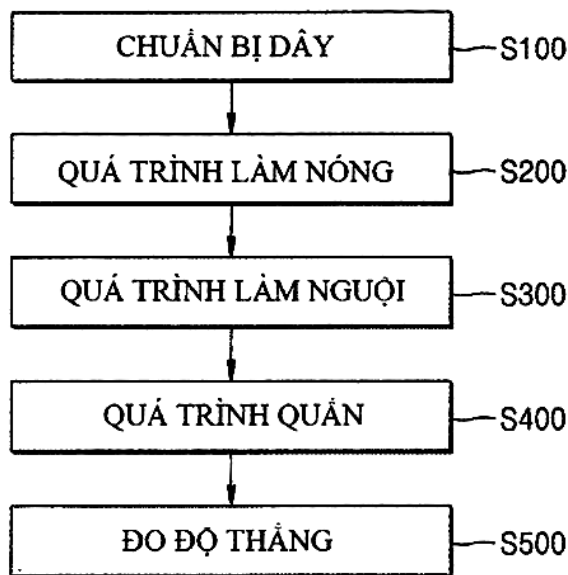 CHUẨN BỊ DÂY S100
QUÁ TRÌNH LÀM NÓNG S200
QUÁ TRÌNH LÀM NGUỘI S300
QUÁ TRÌNH QUẤN S400
ĐO ĐỘ THẲNG S500